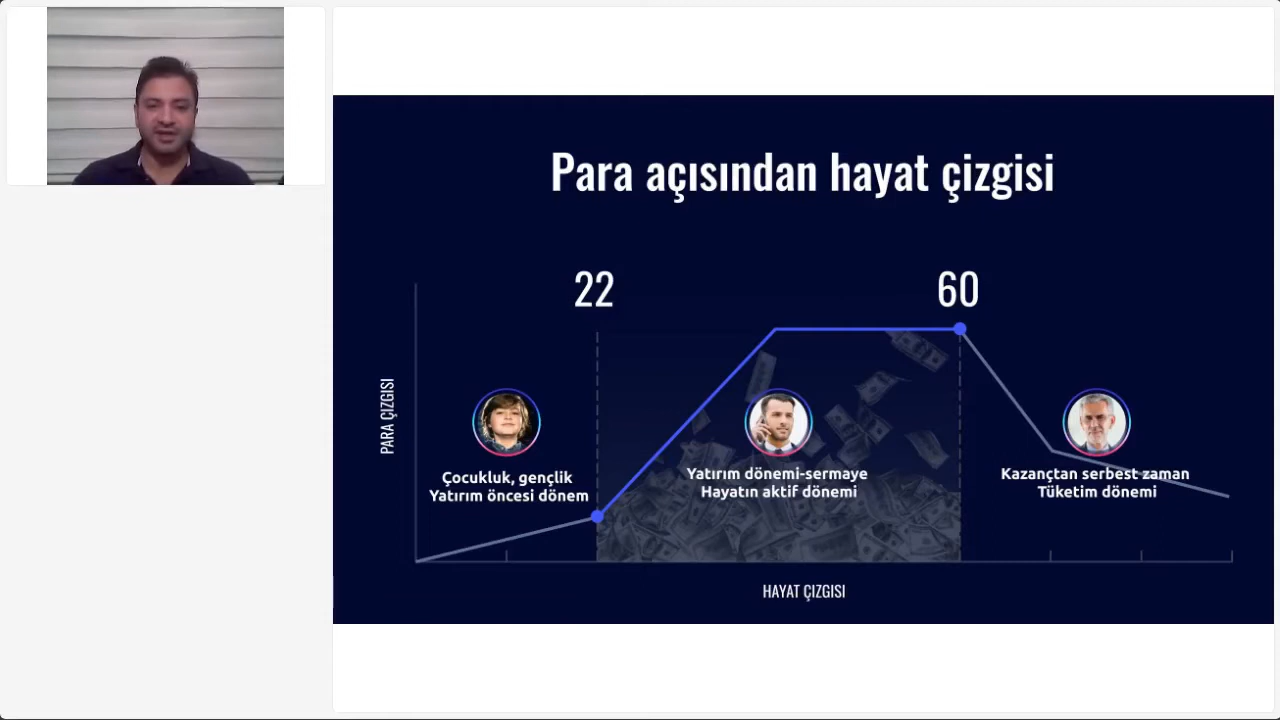 Para açısından hayat çizgisi
22
60
PARA ÇIZGISI
Çocukluk, gençlik
Yatırım öncesi dönem
Yatırım dönemi-sermaye
Hayatın aktif dönemi
Kazançtan serbest zaman
Tüketim dönemi
HAYAT ÇIZGISI